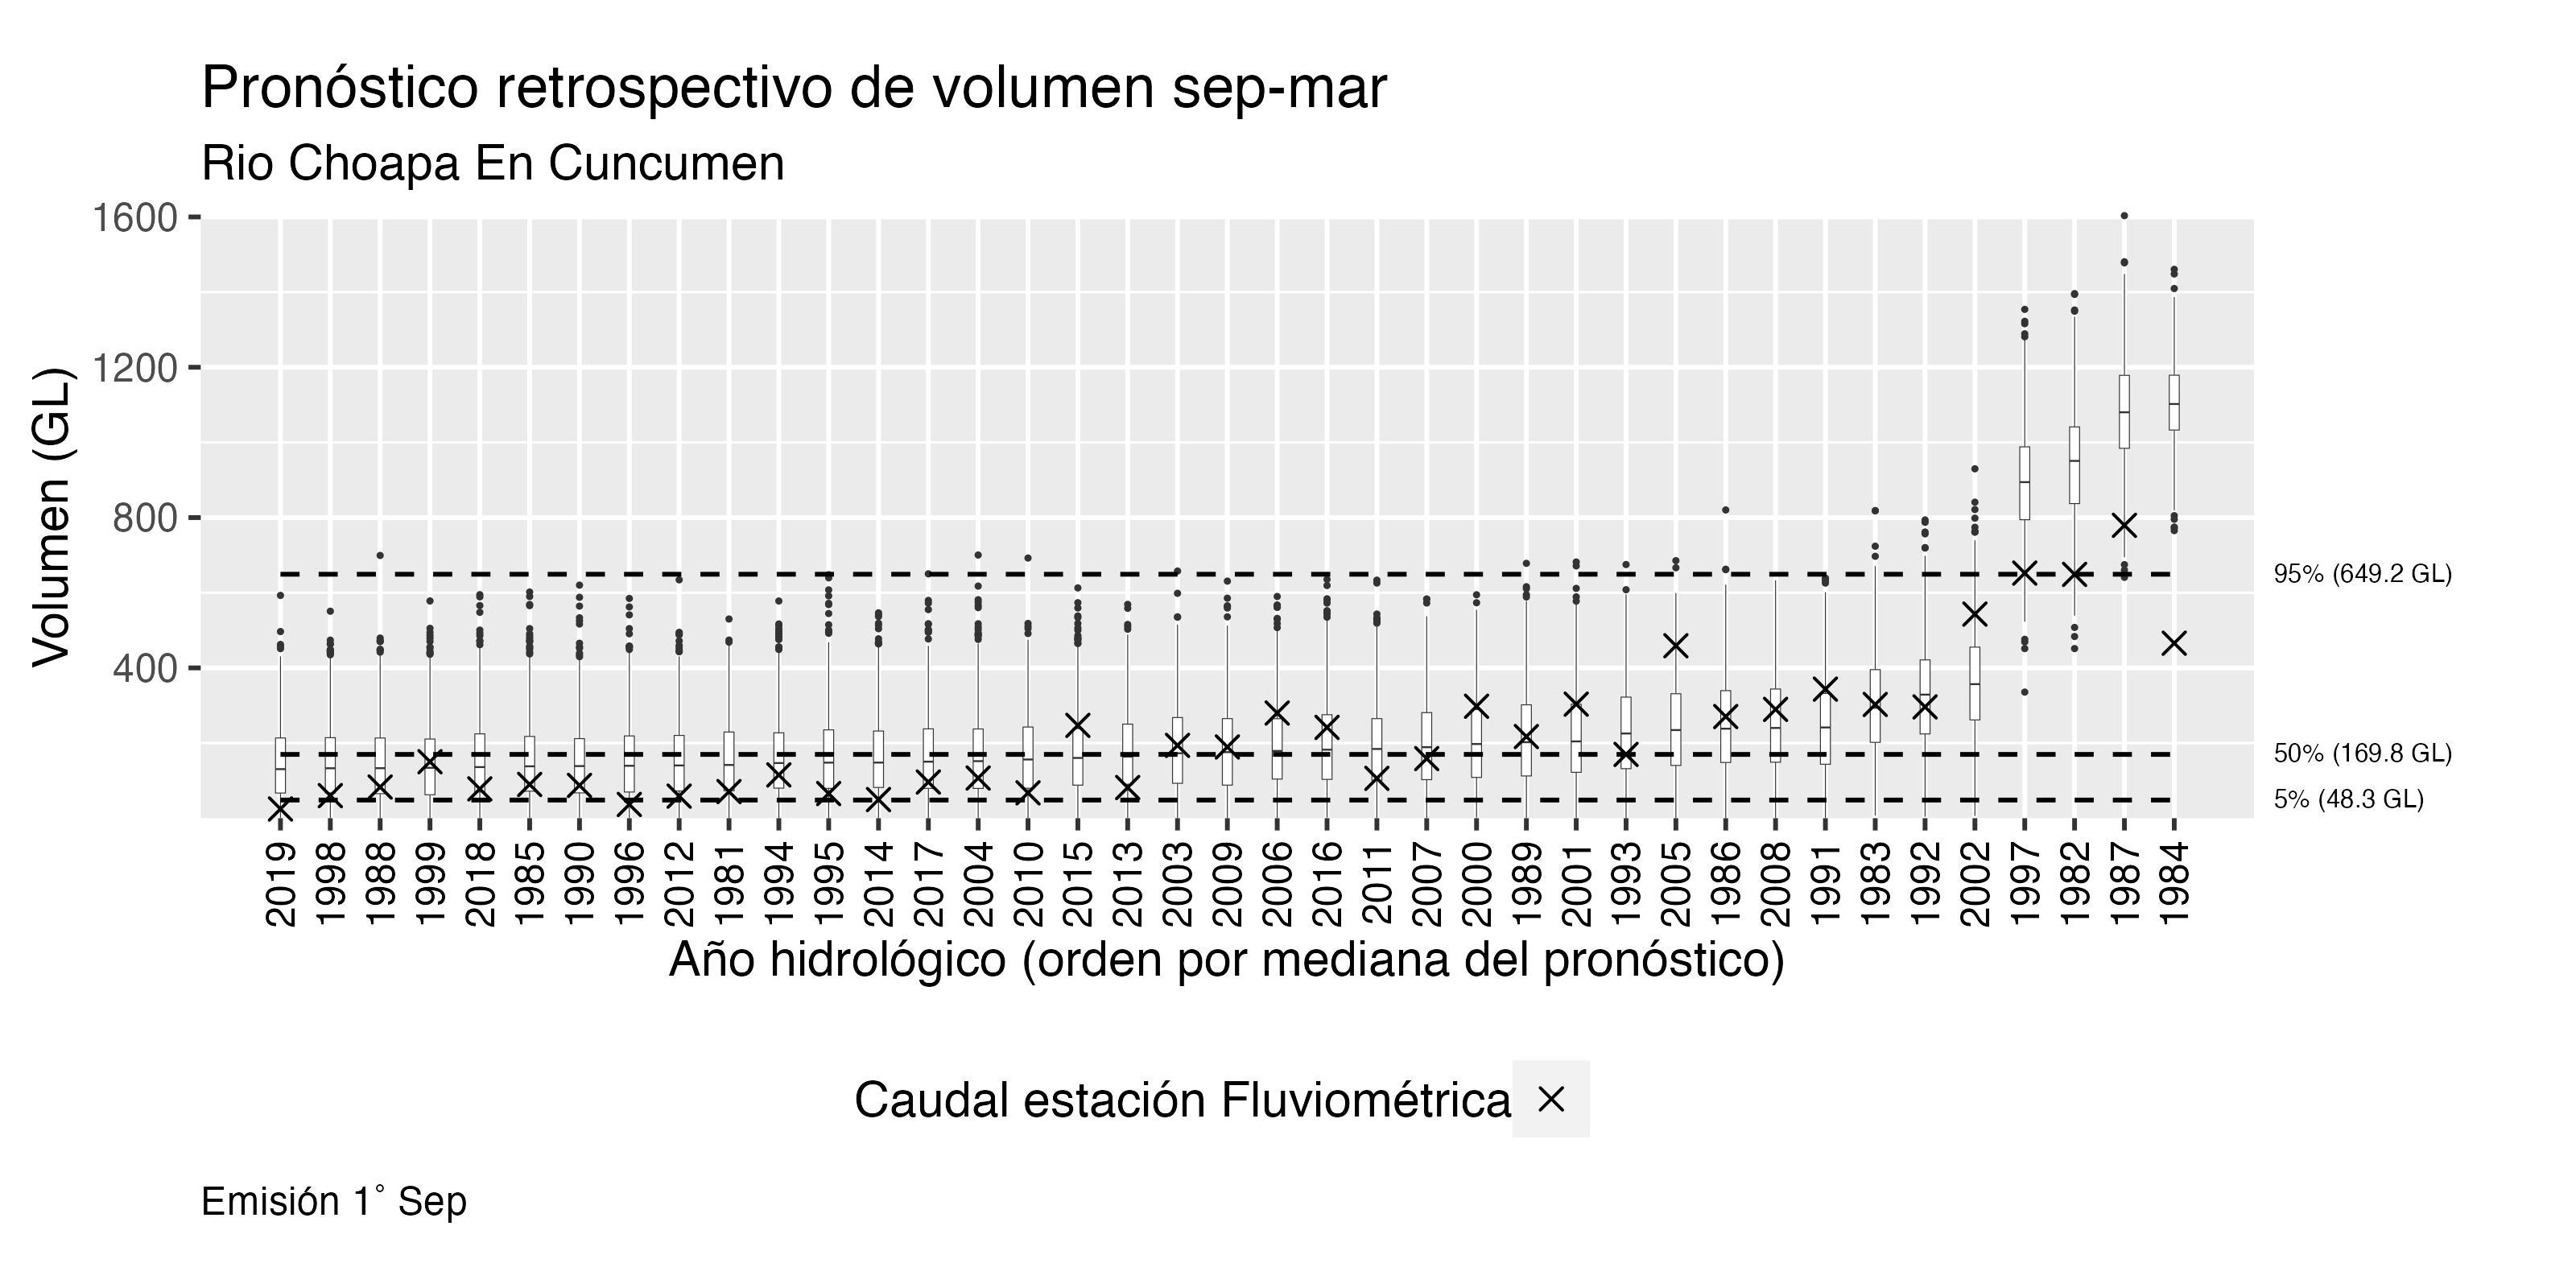 Pronóstico retrospectivo de volumen sep-mar
Rio Choapa En Cuncumen
Volumen (GL)
1600
1200
800
400
95% (649.2 GL)
50% (169.8 GL)
5% (48.3 GL)
2019 1998 1988 1999 2018 1985 1990 1996 2012 1981 1994 1995 2014 2017 2004 2010 2015 2013 2003 2009 2006 2016 2011 2007 2000 1989 2001 1993 2005 1986 2008 1991 1983 1992 2002 1997 1982 1987 1984
Año hidrológico (orden por mediana del pronóstico)
Caudal estación Fluviométrica
Emisión 1° Sep